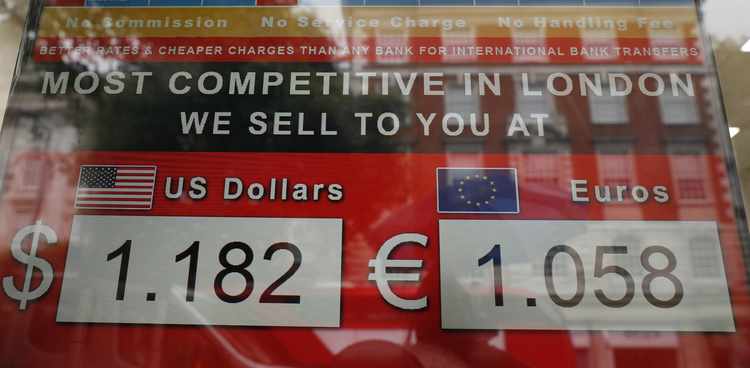 No Commission No Service Charge No Handling Fee
BETTER RATES & CHEAPER CHARGES THAN ANY BANK FOR INTERNATIONAL BANK TRANSFERS
MOST COMPETITIVE IN LONDON
WE SELL TO YOU AT
US Dollars Euros
$ 1.182 € 1.058